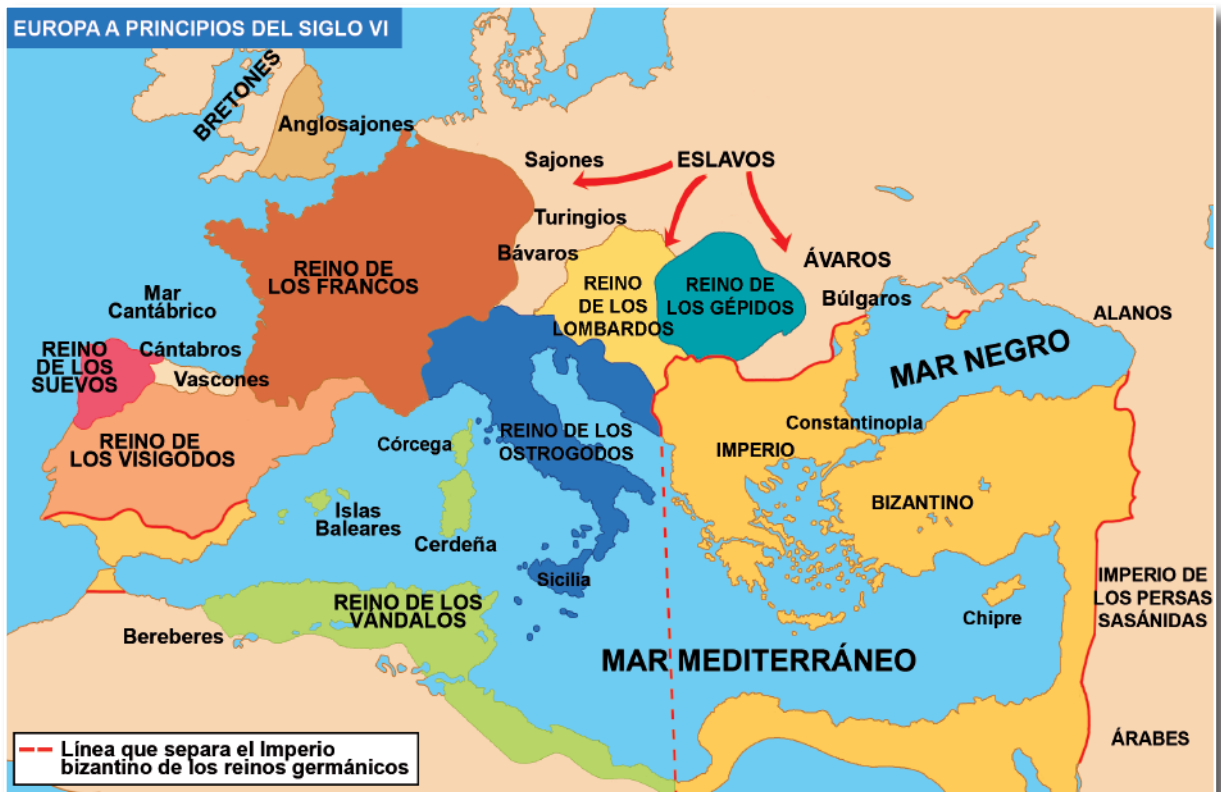 EUROPA A PRINCIPIOS DEL SIGLO VI
BRETONES
Anglosajones
Sajones
ESLAVOS
Turingios
Bávaros
REINO DE
LOS FRANCOS
REINO
DE LOS
LOMBARDOS
REINO DE
LOS GÉPIDOS
ÁVAROS
Búlgaros
ALANOS
Mar
Cantábrico
MAR NEGRO
REINO
DE LOS
SUEVOS
Cántabros
Vascones
REINO DE
LOS VISIGODOS
Córcega
REINO DE LOS
OSTROGODOS
IMPERIO
Constantinopla
BIZANTINO
Islas
Baleares
Cerdeña
Sicilia
IMPERIO DE
LOS PERSAS
SASÁNIDAS
Chipre
REINO DE LOS
VÁNDALOS
Bereberes
MAR MEDITERRÁNEO
ÁRABES
Línea que separa el Imperio
bizantino de los reinos germánicos